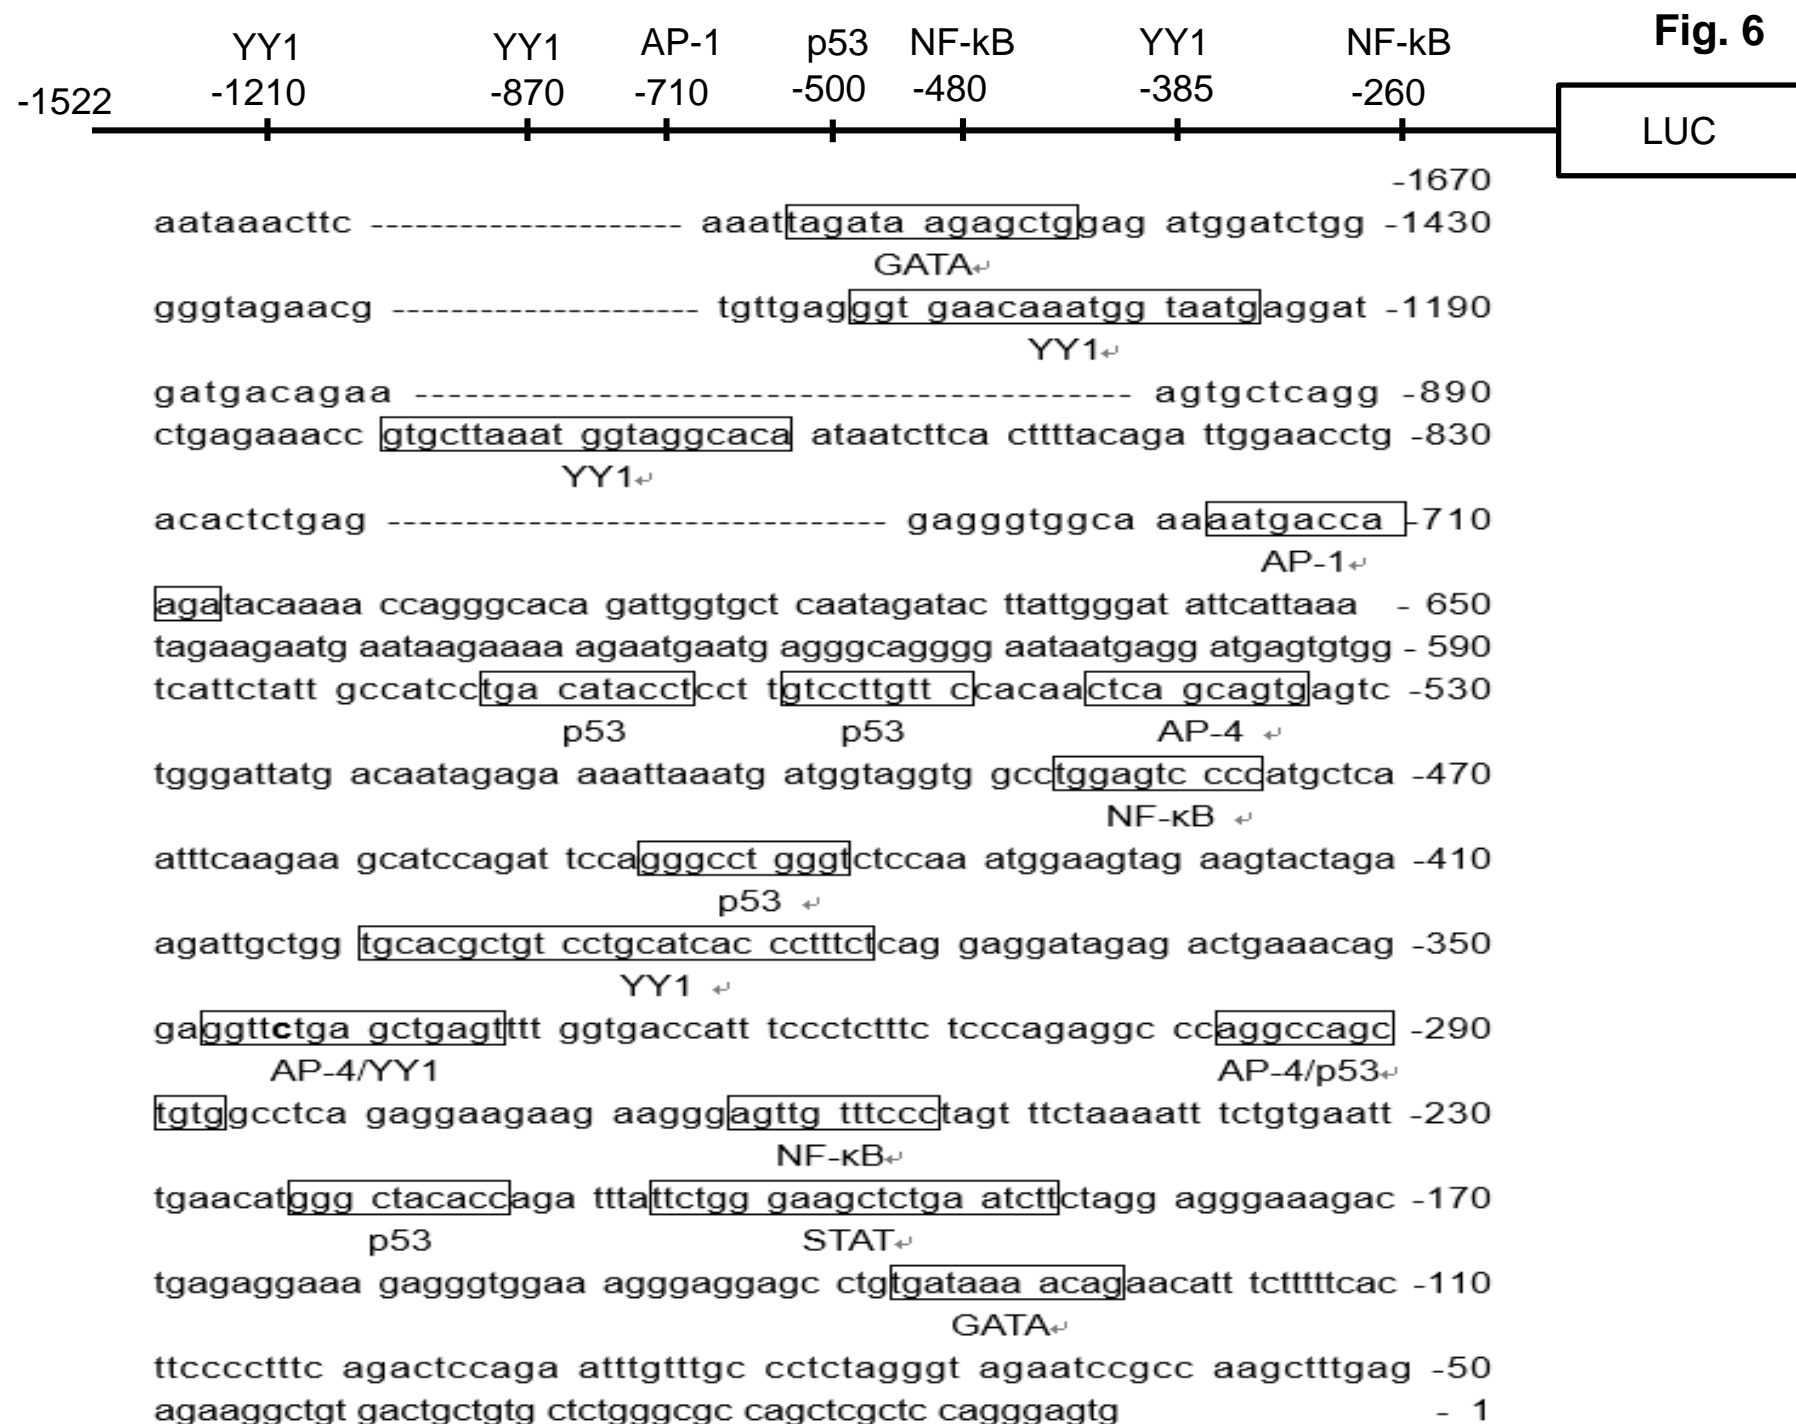 Fig. 6
YY1 YY1 AP-1 p53 NF-kB YY1 NF-kB
-1522 -1210 -870 -710 -500 -480 -385 -260
LUC
-1670
aataaacttc -------------------- aaattagata agagctggag atggatctgg -1430
GATA↵
gggtagaacg -------------------- tgttgagggt gaacaaatgg taatgaggat -1190
YY1↵
gatgacagaa ------------------------------------------- agtgctcagg -890
ctgagaaacc gtgcttaaat ggtaggcaca ataatcttca cttttacaga ttggaacctg -830
YY1↵
acactctgag -------------------------------- gagggtggca aaaatgacca -710
AP-1↵
agatacaaaa ccagggcaca gattggtgct caatagatac ttattgggat attcattaaa - 650
tagaagaatg aataagaaaa agaatgaatg agggcagggg aataatgagg atgagtgtgg - 590
tcattctatt gccatcctga catacctcct tgtccttgtt ccacaactca gcagtgagtc -530
p53 p53 AP-4 ↵
tgggattatg acaatagaga aaattaaatg atggtaggtg gcctggagtc cccatgctca -470
NF-κB ↵
atttcaagaa gcatccagat tccagggcct gggtctccaa atggaagtag aagtactaga -410
p53 ↵
agattgctgg tgcacgctgt cctgcatcac cctttctcag gaggatagag actgaaacag -350
YY1 ↵
gaggttctga gctgagtttt ggtgaccatt tccctctttc tcccagaggc ccaggccagc -290
AP-4/YY1 AP-4/p53↵
tgtggcctca gaggaagaag aagggagttg tttccctagt ttctaaaatt tctgtgaatt -230
NF-κB↵
tgaacatggg ctacaccaga tttattctgg gaagctctga atcttctagg agggaaagac -170
p53 STAT↵
tgagaggaaa gagggtggaa agggaggagc ctgtgataaa acagaacatt tctttttcac -110
GATA↵
ttcccctttc agactccaga atttgtttgc cctctagggt agaatccgcc aagctttgag -50
agaaggctgt gactgctgtg ctctgggcgc cagctcgctc cagggagtg - 1